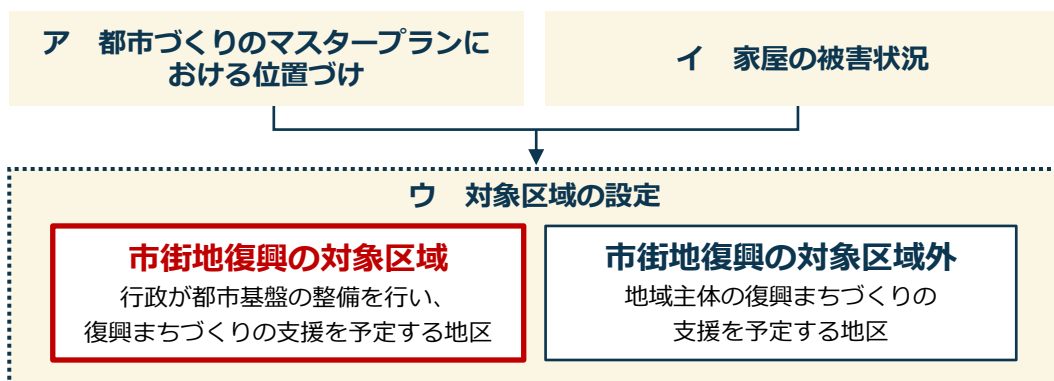 ア　都市づくりのマスタープランに
おける位置づけ
イ　家屋の被害状況
ウ　対象区域の設定
市街地復興の対象区域
行政が都市基盤の整備を行い、
復興まちづくりの支援を予定する地区
市街地復興の対象区域外
地域主体の復興まちづくりの
支援を予定する地区